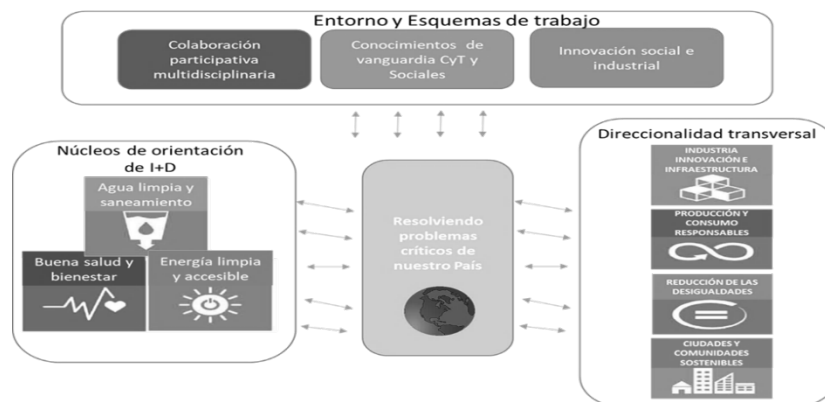 Entorno y Esquemas de trabajo
Colaboración
participativa
multidisciplinaria
Conocimientos de
vanguardia CyT y
Sociales
Innovación social e
industrial
Núcleos de orientación
de I+D
Agua limpia y
saneamiento
Buena salud y
bienestar
Energía limpia
y accesible
Resolviendo
problemas
críticos de
nuestro País
Direccionalidad transversal
INDUSTRIA
INNOVACIÓN E
INFRAESTRUCTURA
PRODUCCIÓN Y
CONSUMO
RESPONSABLES
REDUCCIÓN DE LAS
DESIGUALDADES
CIUDADES Y
COMUNIDADES
SOSTENIBLES